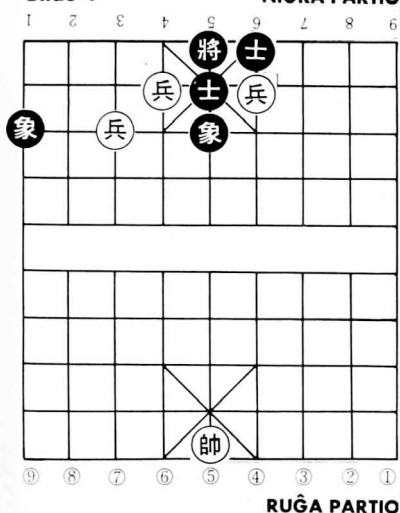 NIGRA PARTIO
1 2 3 4 5 6 7 8 9
將 士
兵 士 兵
象 兵 象
帥
⑨ ⑧ ⑦ ⑥ ⑤ ④ ③ ② ①
RUĜA PARTIO